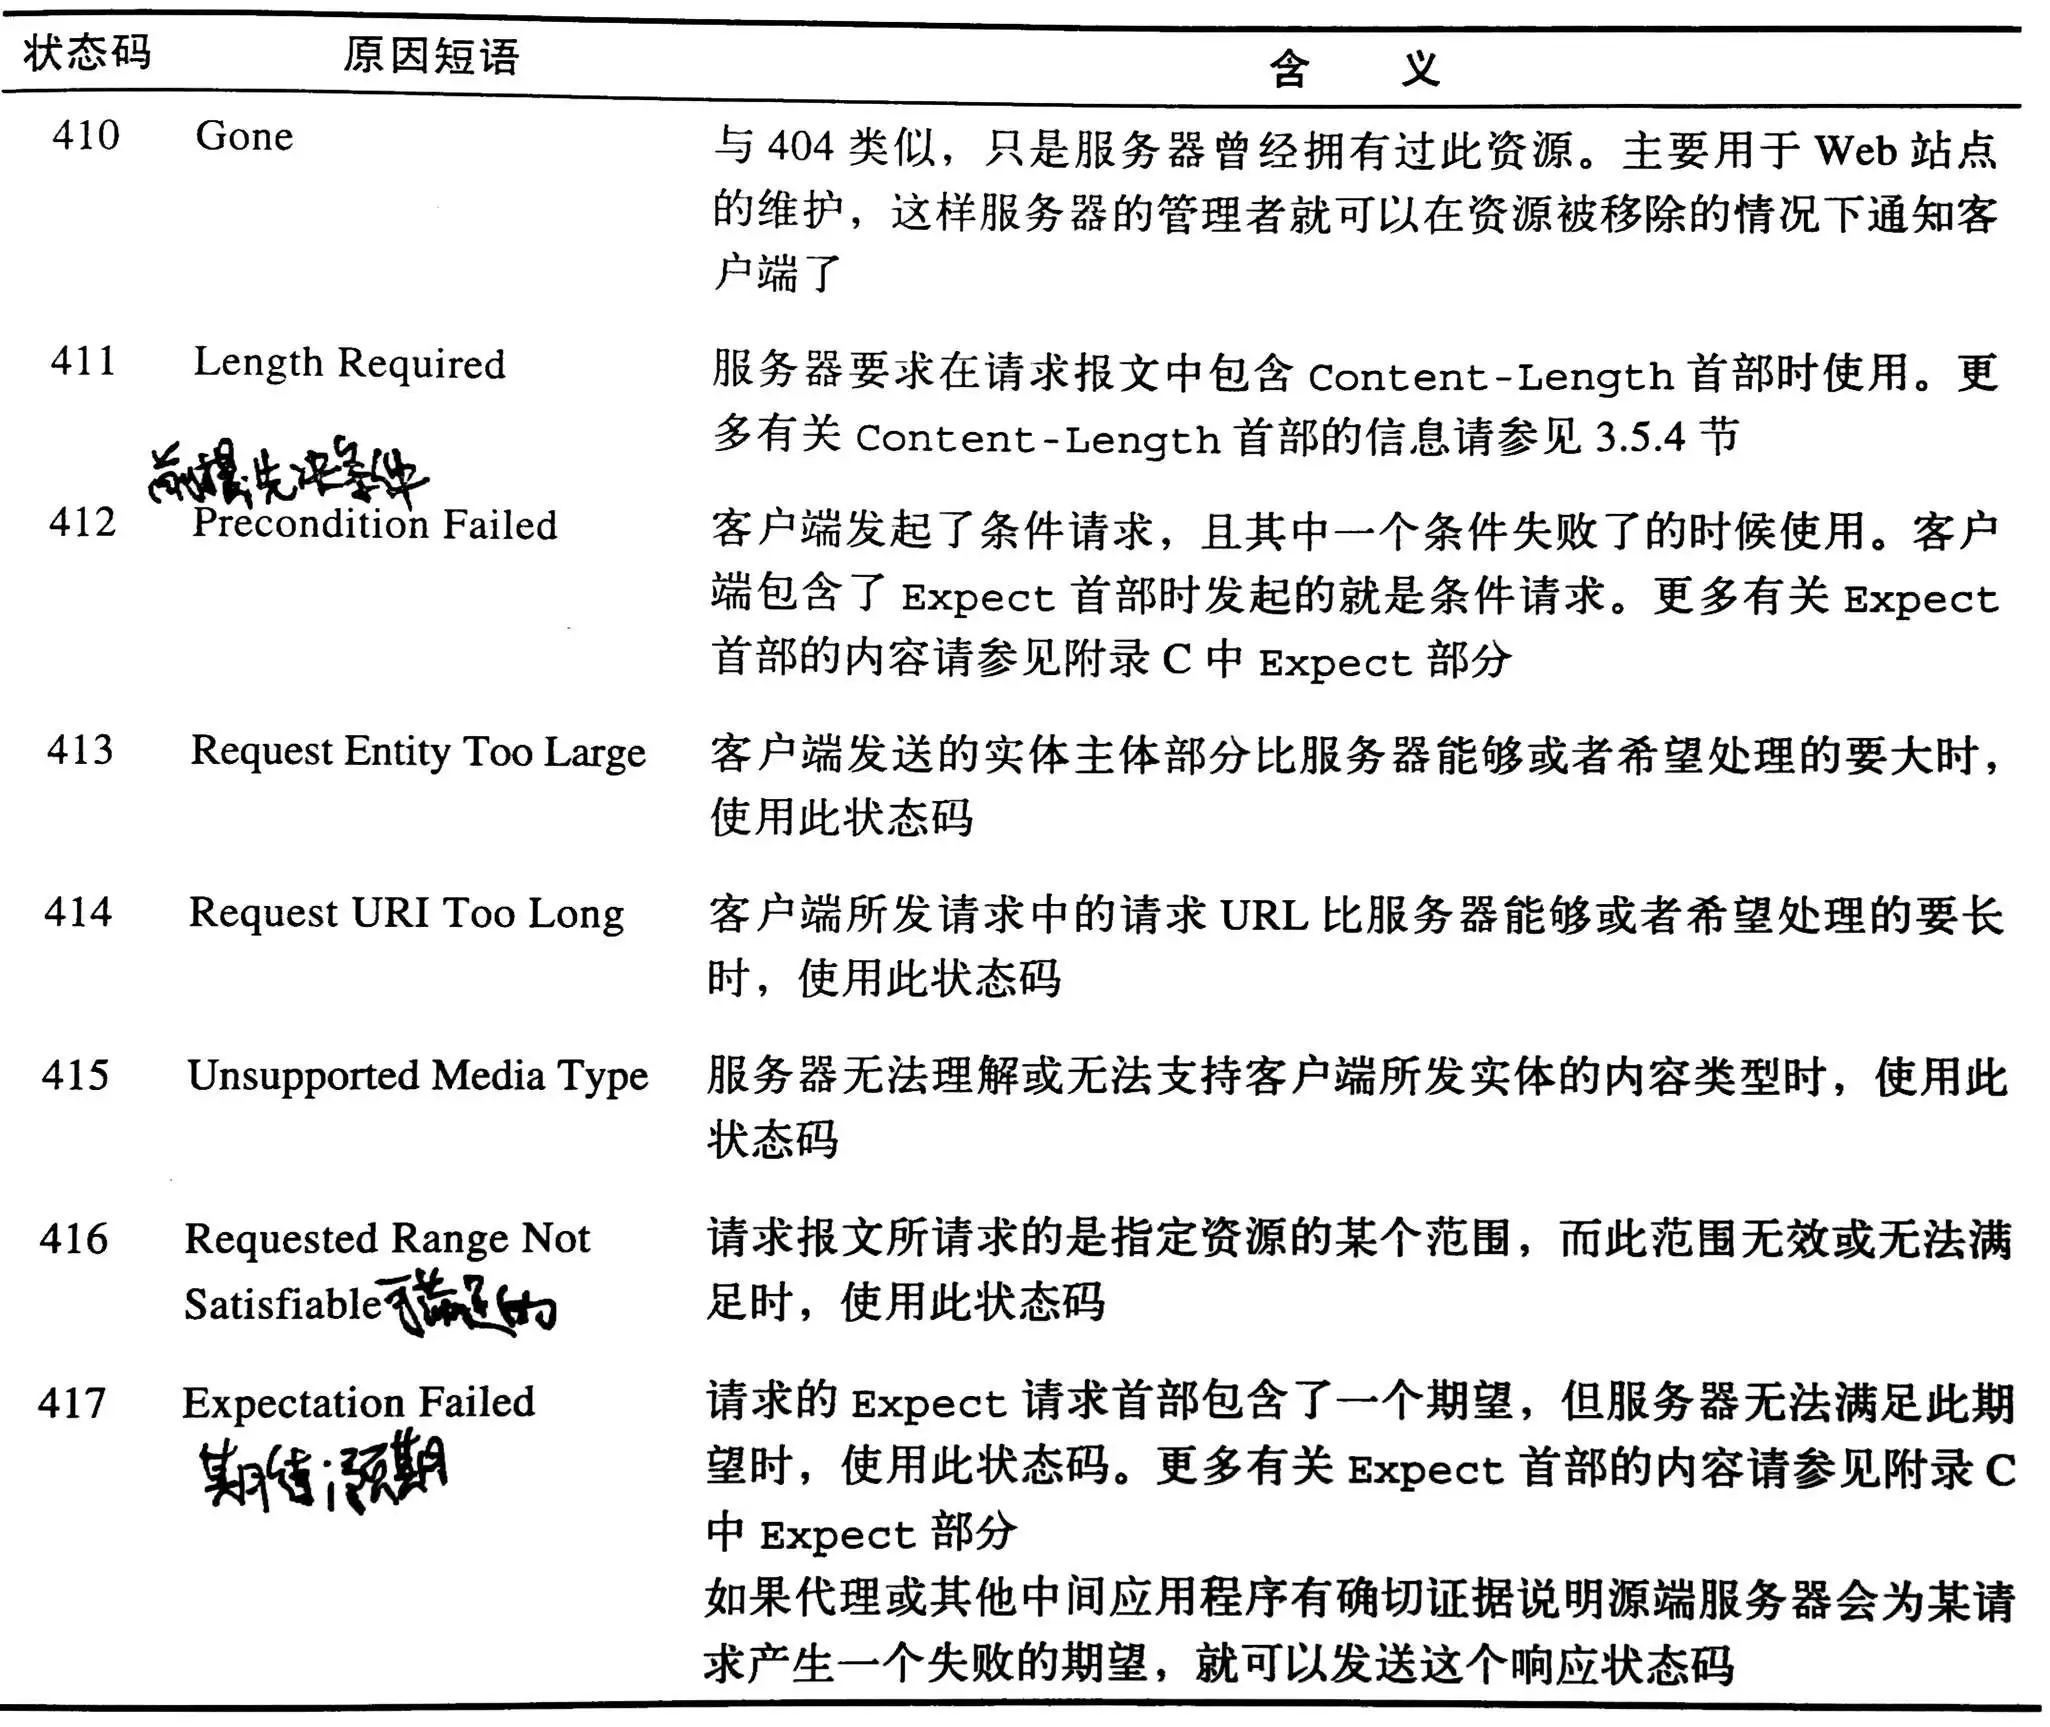 状态码 原因短语 含 义
410 Gone 与 404 类似，只是服务器曾经拥有过此资源。主要用于 Web 站点
的维护，这样服务器的管理者就可以在资源被移除的情况下通知客
户端了
411 Length Required 服务器要求在请求报文中包含 Content-Length 首部时使用。更
多有关 Content-Length 首部的信息请参见 3.5.4 节
前提;先决条件
412 Precondition Failed 客户端发起了条件请求，且其中一个条件失败了的时候使用。客户
端包含了 Expect 首部时发起的就是条件请求。更多有关 Expect
首部的内容请参见附录 C 中 Expect 部分
413 Request Entity Too Large 客户端发送的实体主体部分比服务器能够或者希望处理的要大时，
使用此状态码
414 Request URI Too Long 客户端所发请求中的请求 URL 比服务器能够或者希望处理的要长
时，使用此状态码
415 Unsupported Media Type 服务器无法理解或无法支持客户端所发实体的内容类型时，使用此
状态码
416 Requested Range Not 请求报文所请求的是指定资源的某个范围，而此范围无效或无法满
Satisfiable 可满足的 足时，使用此状态码
417 Expectation Failed 请求的 Expect 请求首部包含了一个期望，但服务器无法满足此期
期待;预期 望时，使用此状态码。更多有关 Expect 首部的内容请参见附录 C
中 Expect 部分
如果代理或其他中间应用程序有确切证据说明源端服务器会为某请
求产生一个失败的期望，就可以发送这个响应状态码